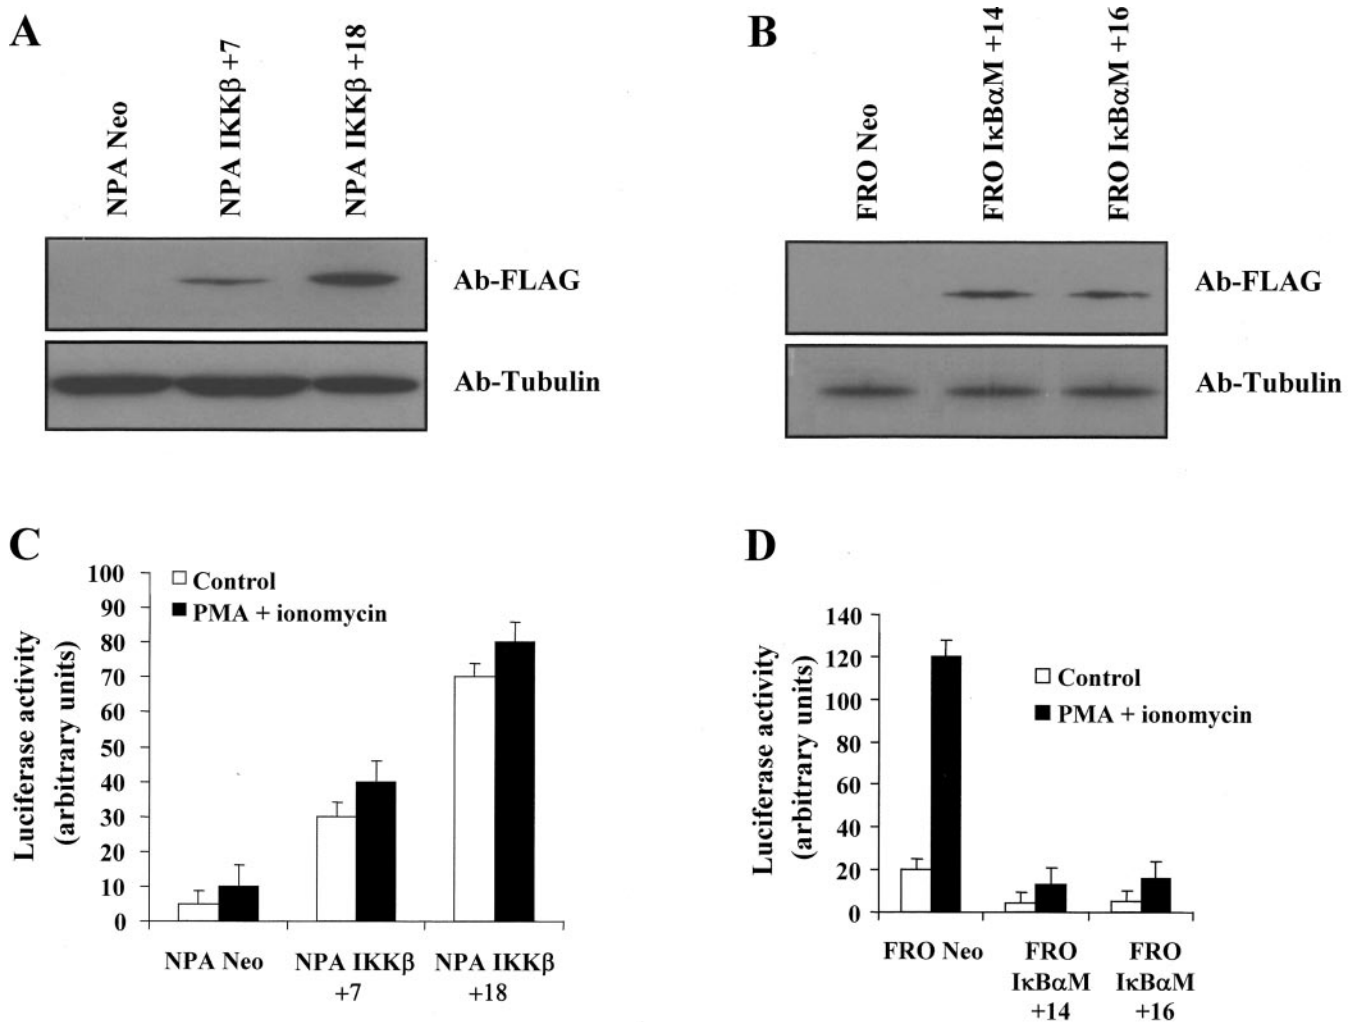 A
NPA Neo
NPA IKKβ +7
NPA IKKβ +18
Ab-FLAG
Ab-Tubulin
B
FRO Neo
FRO IκBαM +14
FRO IκBαM +16
Ab-FLAG
Ab-Tubulin
C
Luciferase activity
(arbitrary units)
100
90
80
70
60
50
40
30
20
10
0
Control
PMA + ionomycin
NPA Neo
NPA IKKβ
+7
NPA IKKβ
+18
D
Luciferase activity
(arbitrary units)
140
120
100
80
60
40
20
0
Control
PMA + ionomycin
FRO Neo
FRO
IκBαM
+14
FRO
IκBαM
+16